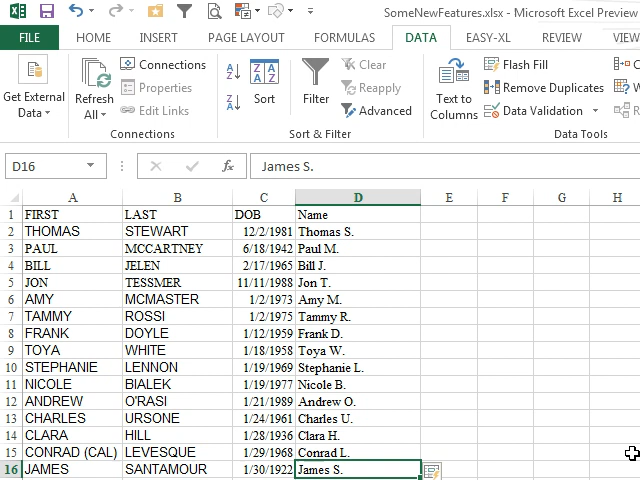 SomeNewFeatures.xlsx - Microsoft Excel Preview
FILE HOME INSERT PAGE LAYOUT FORMULAS DATA EASY-XL REVIEW VIEW
Get External Data
Refresh All
Connections
Properties
Edit Links
Connections
A Z
Z A
Sort
Filter
Clear
Reapply
Advanced
Sort & Filter
Text to Columns
Flash Fill
Remove Duplicates
Data Validation
Data Tools
D16 fx James S.
A B C D E F G H
1 FIRST LAST DOB Name
2 THOMAS STEWART 12/2/1981 Thomas S.
3 PAUL MCCARTNEY 6/18/1942 Paul M.
4 BILL JELEN 2/17/1965 Bill J.
5 JON TESSMER 11/11/1988 Jon T.
6 AMY MCMASTER 1/2/1973 Amy M.
7 TAMMY ROSSI 1/2/1975 Tammy R.
8 FRANK DOYLE 1/12/1959 Frank D.
9 TOYA WHITE 1/18/1958 Toya W.
10 STEPHANIE LENNON 1/19/1969 Stephanie L.
11 NICOLE BIALEK 1/19/1977 Nicole B.
12 ANDREW O'RASI 1/21/1989 Andrew O.
13 CHARLES URSONE 1/24/1961 Charles U.
14 CLARA HILL 1/28/1936 Clara H.
15 CONRAD (CAL) LEVESQUE 1/29/1968 Conrad L.
16 JAMES SANTAMOUR 1/30/1922 James S.